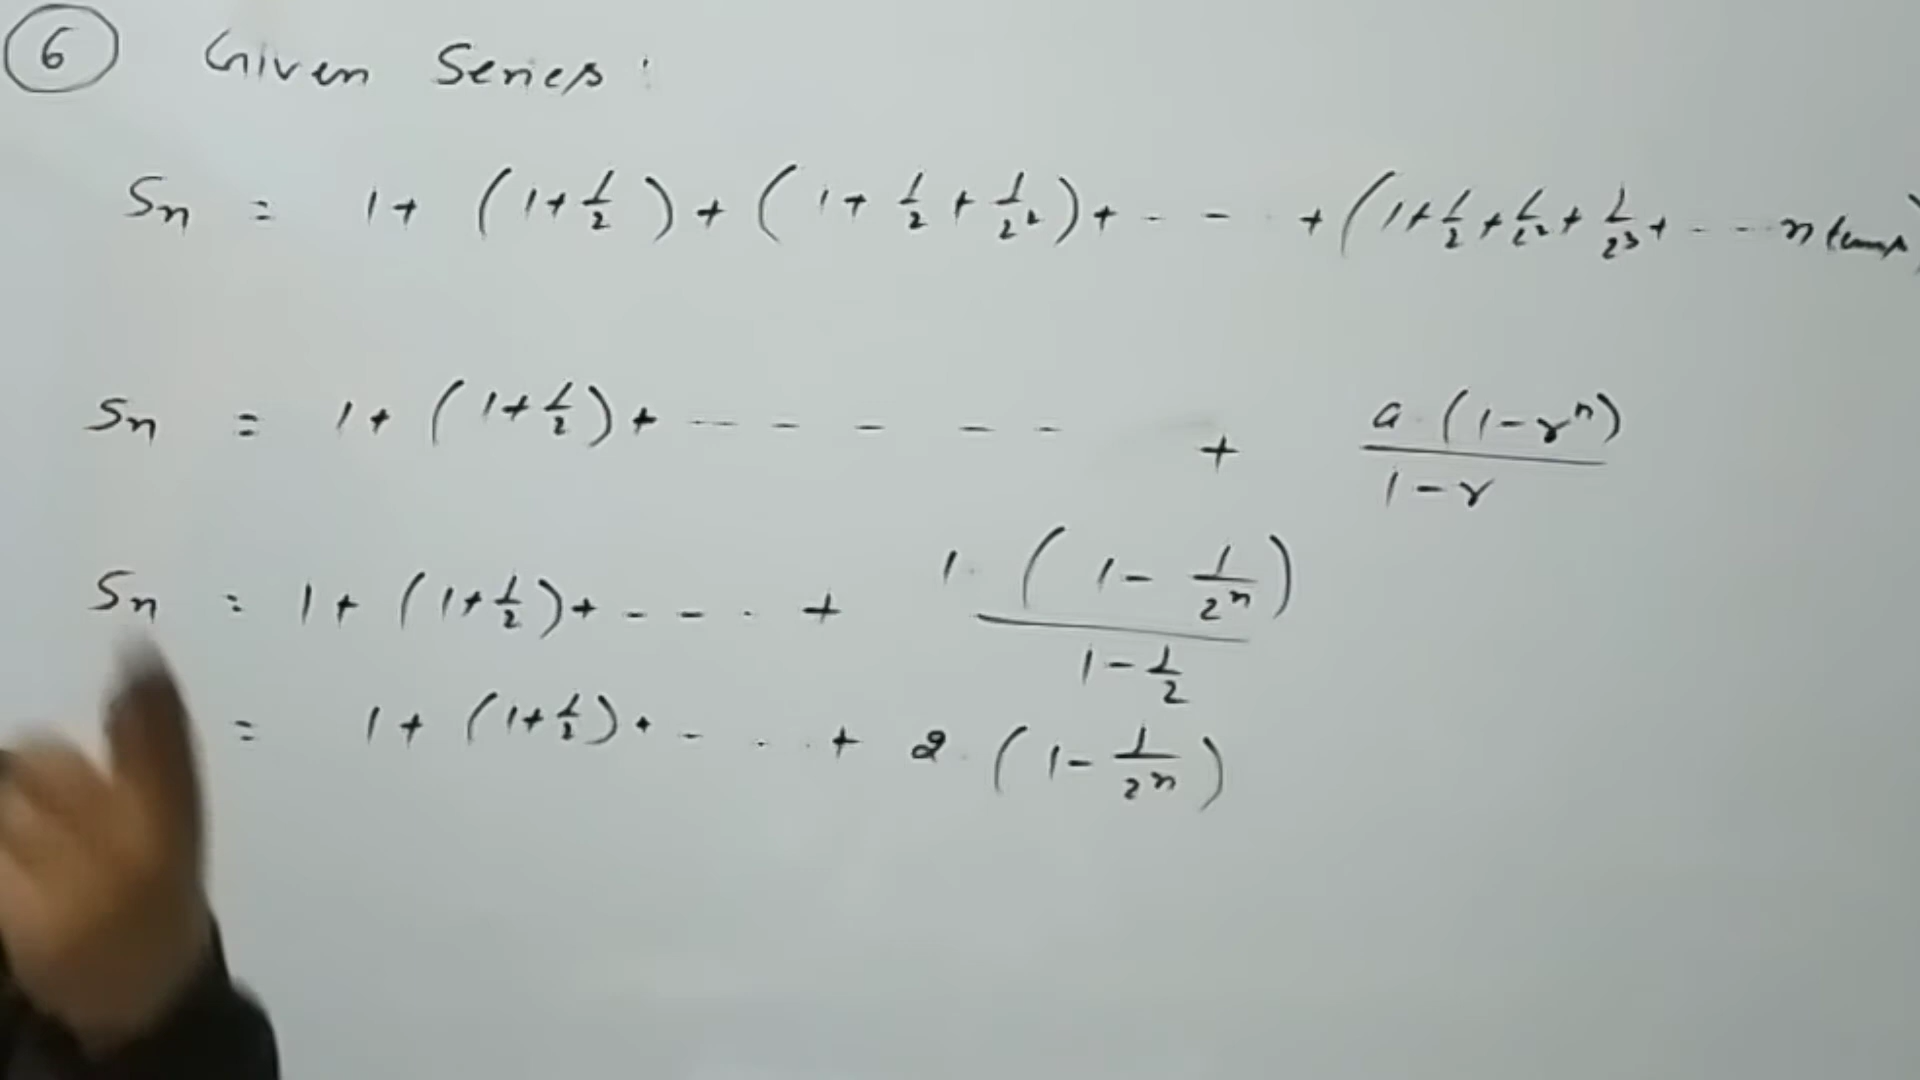 6 Given Series:
Sn = 1 + (1 + 1/2) + (1 + 1/2 + 1/2²) + - - - + (1 + 1/2 + 1/2² + 1/2³ + - - - n terms)
Sn = 1 + (1 + 1/2) + - - - - - + a.(1-rⁿ)/(1-r)
Sn = 1 + (1 + 1/2) + - - - + 1.(1 - 1/2ⁿ)/(1 - 1/2)
= 1 + (1 + 1/2) + - - - + 2.(1 - 1/2ⁿ)